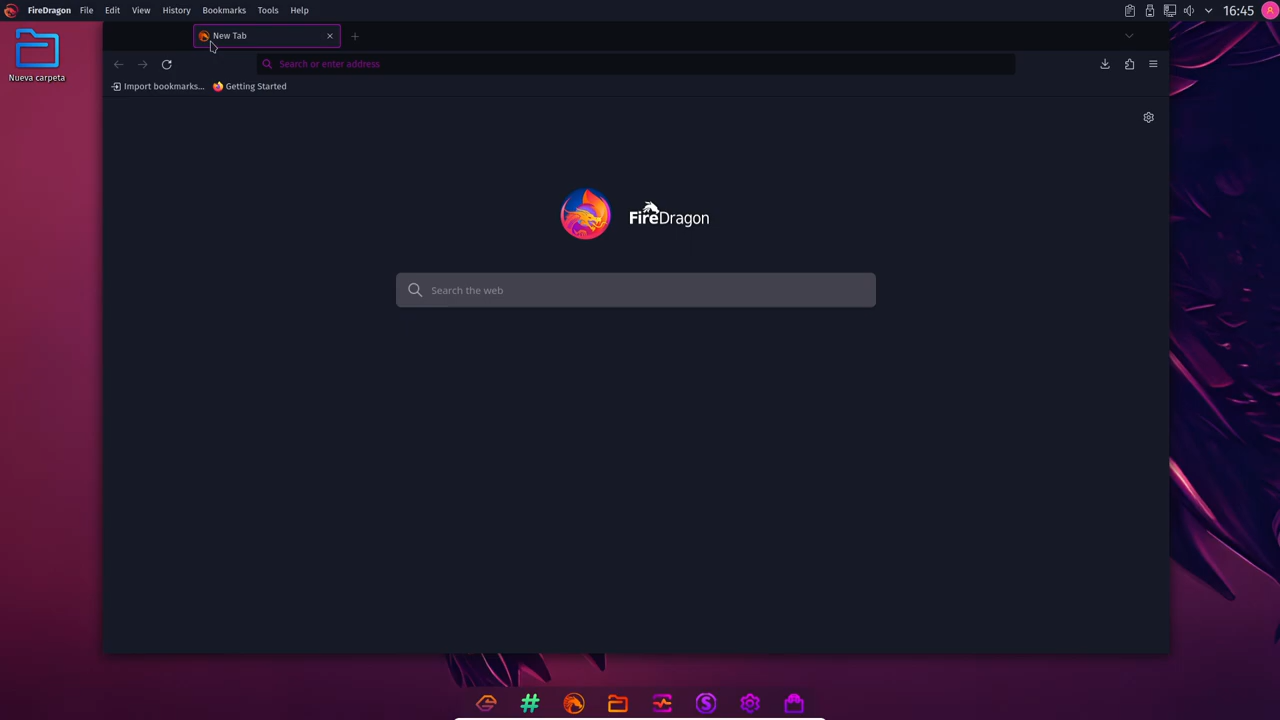 FireDragon File Edit View History Bookmarks Tools Help 16:45
New Tab
Nueva carpeta
Search or enter address
Import bookmarks... Getting Started
FireDragon
Search the web